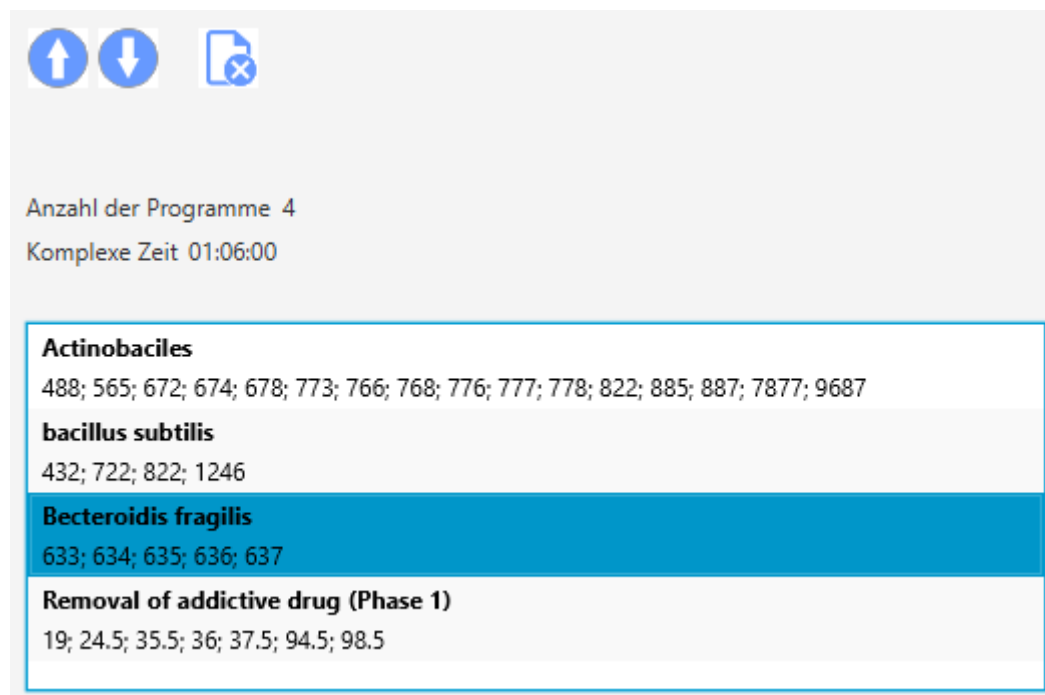 Anzahl der Programme 4
Komplexe Zeit 01:06:00
Actinobaciles
488; 565; 672; 674; 678; 773; 766; 768; 776; 777; 778; 822; 885; 887; 7877; 9687
bacillus subtilis
432; 722; 822; 1246
Becteroidis fragilis
633; 634; 635; 636; 637
Removal of addictive drug (Phase 1)
19; 24.5; 35.5; 36; 37.5; 94.5; 98.5